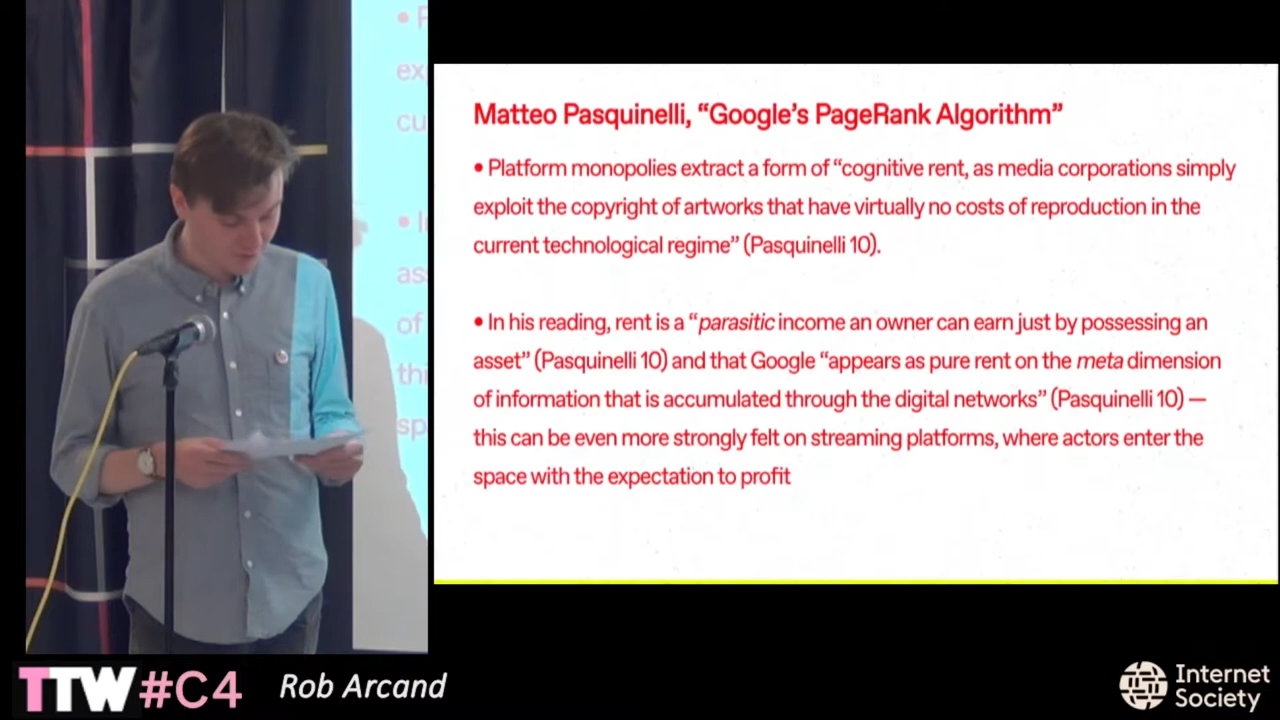 Matteo Pasquinelli, “Google’s PageRank Algorithm”
• Platform monopolies extract a form of “cognitive rent, as media corporations simply
exploit the copyright of artworks that have virtually no costs of reproduction in the
current technological regime” (Pasquinelli 10).
• In his reading, rent is a “parasitic income an owner can earn just by possessing an
asset” (Pasquinelli 10) and that Google “appears as pure rent on the meta dimension
of information that is accumulated through the digital networks” (Pasquinelli 10) —
this can be even more strongly felt on streaming platforms, where actors enter the
space with the expectation to profit
TTW #C4
Rob Arcand
Internet
Society